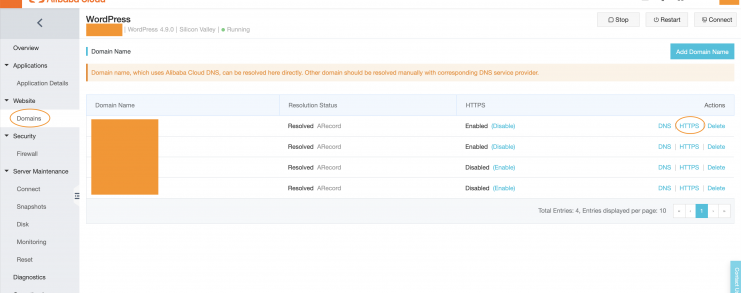 Alibaba Cloud
WordPress
Stop
Restart
Connect
WordPress 4.9.0 | Silicon Valley | Running
Overview
Applications
Application Details
Website
Domains
Security
Firewall
Server Maintenance
Connect
Snapshots
Disk
Monitoring
Reset
Diagnostics
Domain Name
Add Domain Name
Domain name, which uses Alibaba Cloud DNS, can be resolved here directly. Other domain should be resolved manually with corresponding DNS service provider.
Domain Name Resolution Status HTTPS Actions
Resolved ARecord Enabled (Disable) DNS | HTTPS | Delete
Resolved ARecord Enabled (Disable) DNS | HTTPS | Delete
Resolved ARecord Disabled (Enable) DNS | HTTPS | Delete
Resolved ARecord Disabled (Enable) DNS | HTTPS | Delete
Total Entries: 4, Entries displayed per page: 10 « ‹ 1 › »
Contact Us